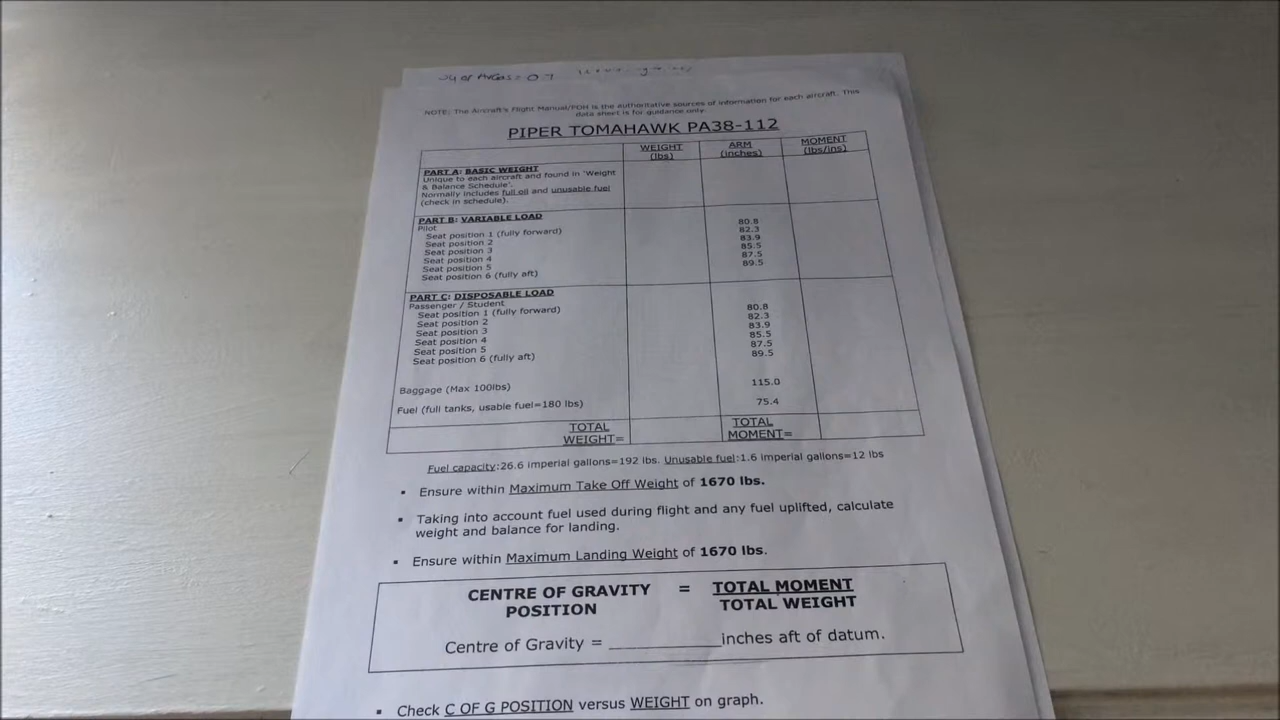 of AvGas = 0.7
NOTE: The Aircraft's Flight Manual/POH is the authoritative sources of information for each aircraft. This
data sheet is for guidance only.
PIPER TOMAHAWK PA38-112
WEIGHT (lbs) ARM (inches) MOMENT (lbs/ins)
PART A: BASIC WEIGHT
Unique to each aircraft and found in 'Weight
& Balance Schedule'.
Normally includes full oil and unusable fuel
(check in schedule).
PART B: VARIABLE LOAD
Pilot
Seat position 1 (fully forward) 80.8
Seat position 2 82.3
Seat position 3 83.9
Seat position 4 85.5
Seat position 5 87.5
Seat position 6 (fully aft) 89.5
PART C: DISPOSABLE LOAD
Passenger / Student
Seat position 1 (fully forward) 80.8
Seat position 2 82.3
Seat position 3 83.9
Seat position 4 85.5
Seat position 5 87.5
Seat position 6 (fully aft) 89.5
Baggage (Max 100lbs) 115.0
Fuel (full tanks, usable fuel=180 lbs) 75.4
TOTAL WEIGHT= TOTAL MOMENT=
Fuel capacity:26.6 imperial gallons=192 lbs. Unusable fuel:1.6 imperial gallons=12 lbs
▪ Ensure within Maximum Take Off Weight of 1670 lbs.
▪ Taking into account fuel used during flight and any fuel uplifted, calculate
weight and balance for landing.
▪ Ensure within Maximum Landing Weight of 1670 lbs.
CENTRE OF GRAVITY = TOTAL MOMENT
POSITION TOTAL WEIGHT
Centre of Gravity = __________inches aft of datum.
▪ Check C OF G POSITION versus WEIGHT on graph.